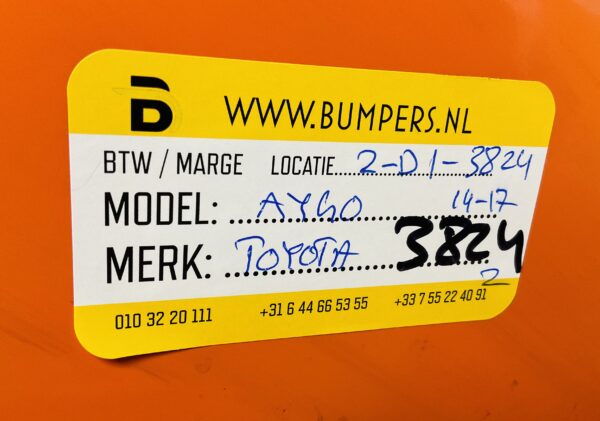 B WWW.BUMPERS.NL
BTW / MARGE LOCATIE.....2-D1-3824
MODEL: ...AYGO 14-17
MERK: ...TOYOTA 3824
2
010 32 20 111 +31 6 44 66 53 55 +33 7 55 22 40 91